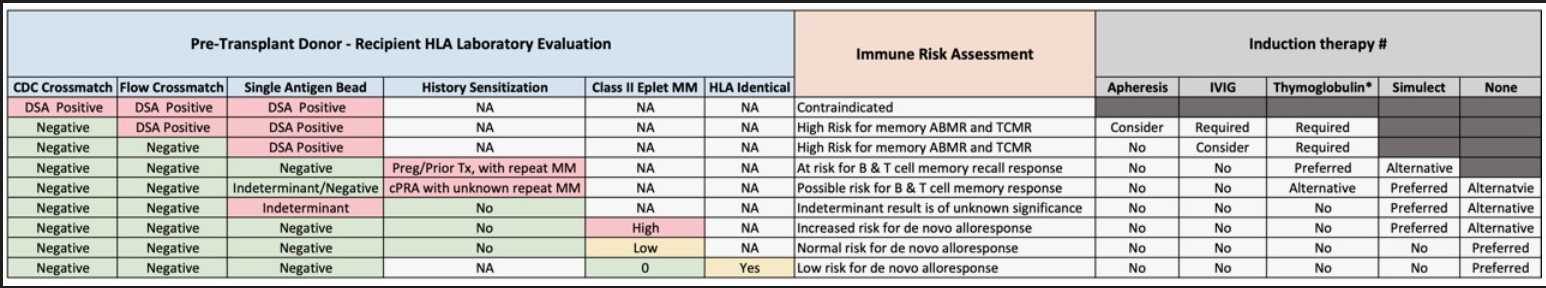 Pre-Transplant Donor - Recipient HLA Laboratory Evaluation Immune Risk Assessment Induction therapy #
CDC Crossmatch Flow Crossmatch Single Antigen Bead History Sensitization Class II Eplet MM HLA Identical Apheresis IVIG Thymoglobulin* Simulect None
DSA Positive DSA Positive DSA Positive NA NA NA Contraindicated
Negative DSA Positive DSA Positive NA NA NA High Risk for memory ABMR and TCMR Consider Required Required
Negative Negative DSA Positive NA NA NA High Risk for memory ABMR and TCMR No Consider Required
Negative Negative Negative Preg/Prior Tx, with repeat MM NA NA At risk for B & T cell memory recall response No No Preferred Alternative
Negative Negative Indeterminant/Negative cPRA with unknown repeat MM NA NA Possible risk for B & T cell memory response No No Alternative Preferred Alternatvie
Negative Negative Indeterminant No NA NA Indeterminant result is of unknown significance No No No Preferred Alternative
Negative Negative Negative No High NA Increased risk for de novo alloresponse No No No Preferred Alternative
Negative Negative Negative No Low NA Normal risk for de novo alloresponse No No No No Preferred
Negative Negative Negative NA 0 Yes Low risk for de novo alloresponse No No No No Preferred